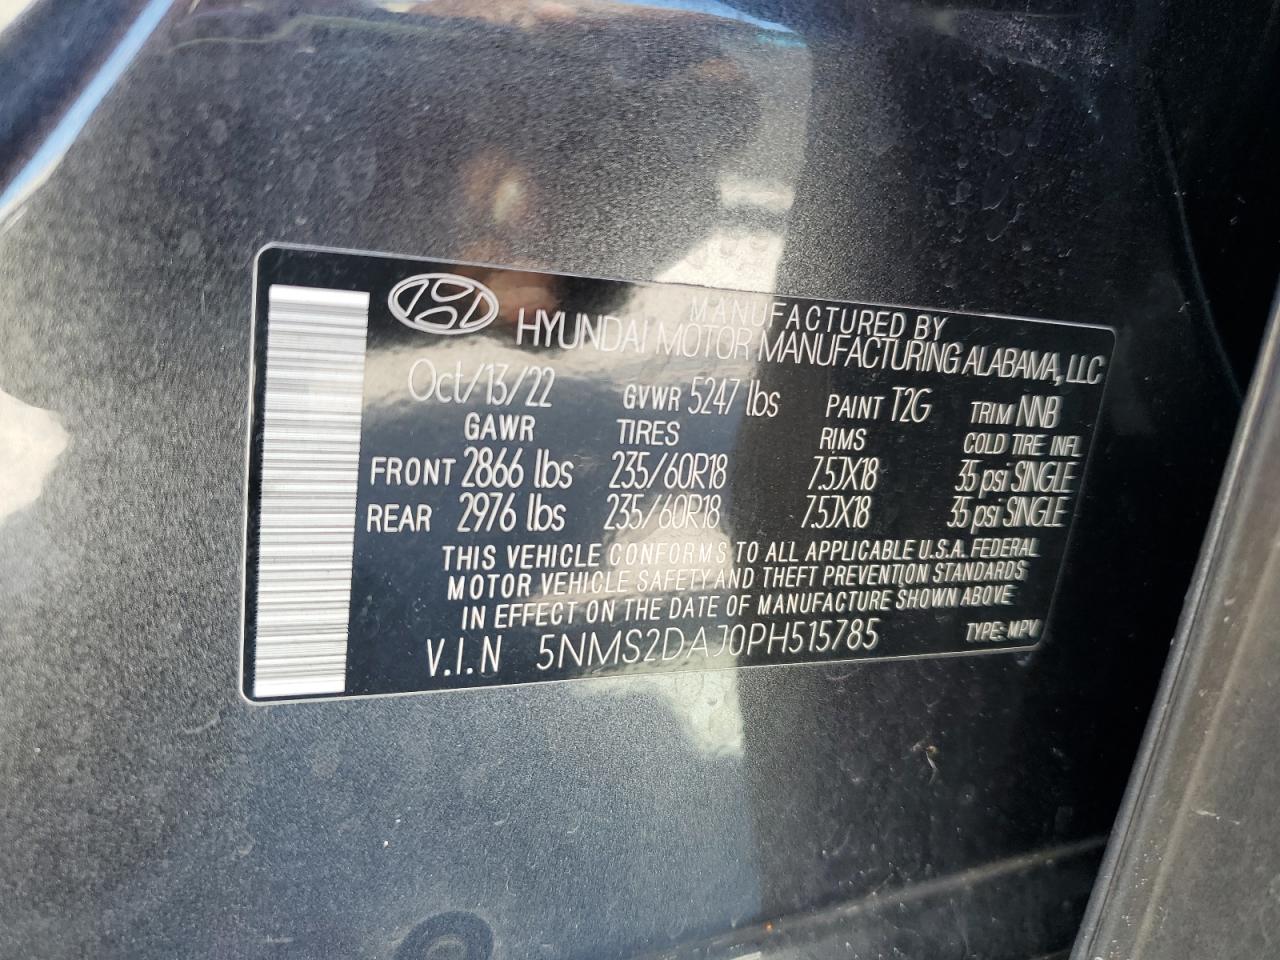 MANUFACTURED BY
HYUNDAI MOTOR MANUFACTURING ALABAMA, LLC
Oct/13/22 GVWR 5247 lbs PAINT T2G TRIM NNB
GAWR TIRES RIMS COLD TIRE INFL
FRONT 2866 lbs 235/60R18 7.5JX18 35 psi SINGLE
REAR 2976 lbs 235/60R18 7.5JX18 35 psi SINGLE
THIS VEHICLE CONFORMS TO ALL APPLICABLE U.S.A. FEDERAL
MOTOR VEHICLE SAFETY AND THEFT PREVENTION STANDARDS
IN EFFECT ON THE DATE OF MANUFACTURE SHOWN ABOVE
V.I.N 5NMS2DAJ0PH515785 TYPE: MPV